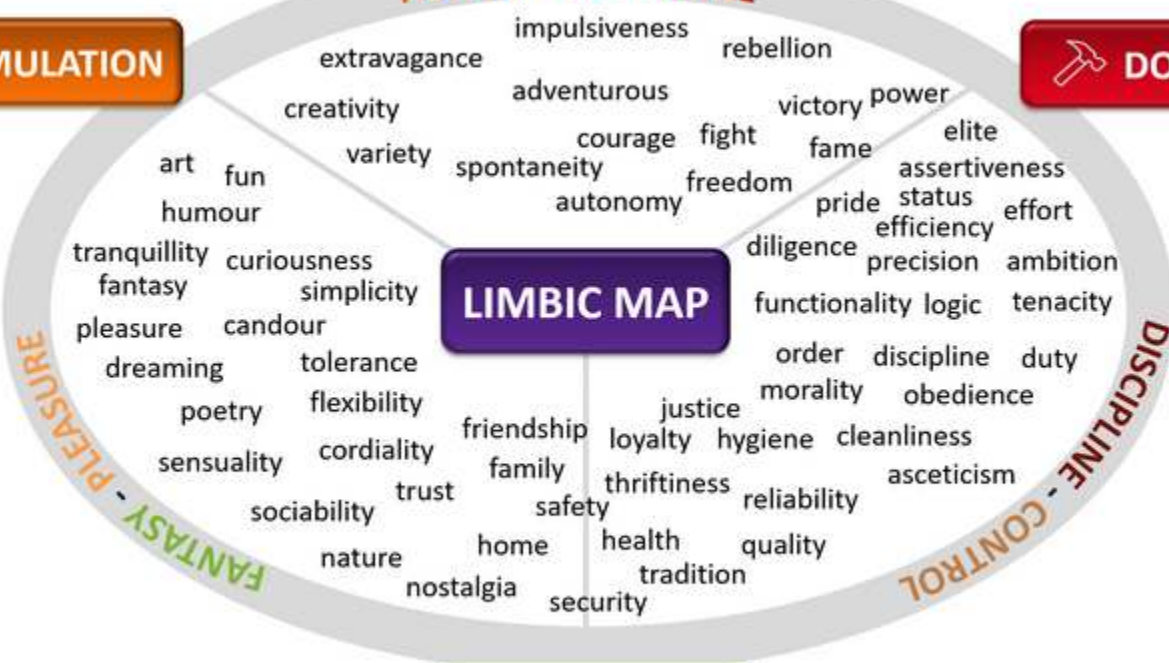 impulsiveness
extravagance
rebellion
MULATION
DO
adventurous
creativity
victory
power
courage
fight
elite
variety
spontaneity
fame
assertiveness
art
fun
freedom
autonomy
pride
status
effort
humour
efficiency
diligence
tranquillity
curiousness
precision
ambition
fantasy
simplicity
LIMBIC MAP
functionality
logic
tenacity
pleasure
candour
order
discipline
duty
dreaming
tolerance
morality
obedience
poetry
flexibility
justice
friendship
loyalty
hygiene
cleanliness
cordiality
sensuality
family
asceticism
trust
thriftiness
reliability
safety
sociability
health
quality
home
nature
tradition
nostalgia
security
FANTASY - PLEASURE
DISCIPLINE - CONTROL